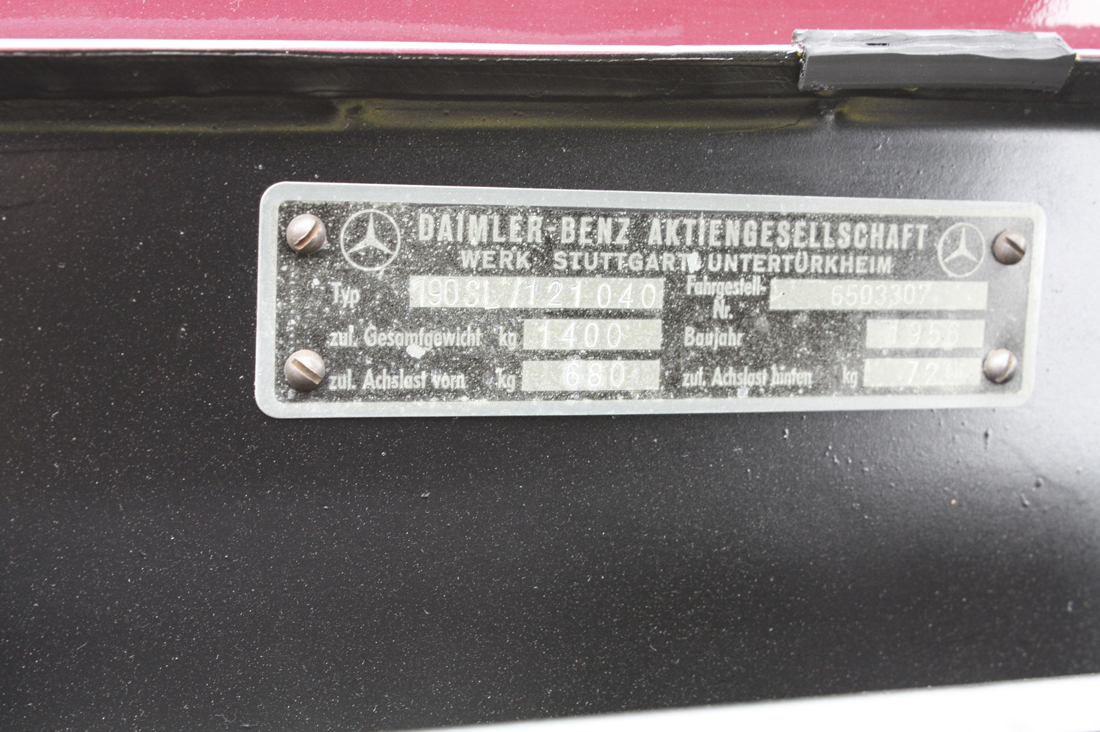 DAIMLER-BENZ AKTIENGESELLSCHAFT
WERK STUTTGART UNTERTÜRKHEIM
Typ 190SL/121040 Fahrgestell-Nr. 6503307
zul. Gesamtgewicht kg 1400 Baujahr 1956
zul. Achslast vorn kg 680 zul. Achslast hinten kg